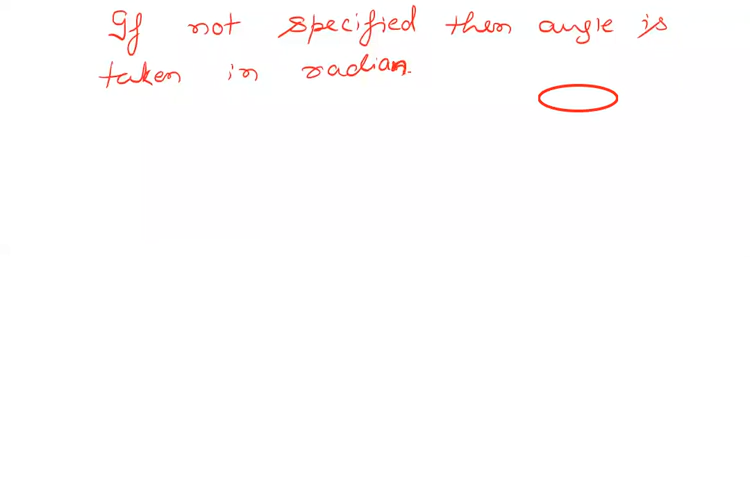 If not specified then angle is
taken in radian.